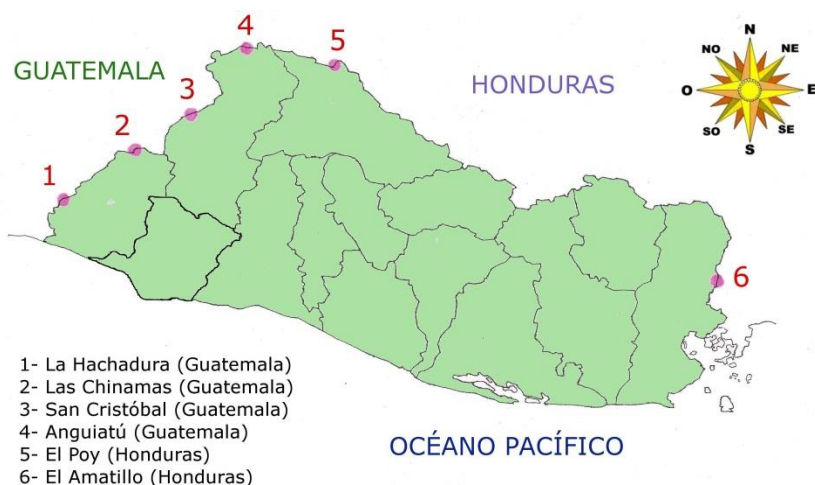 4
5
GUATEMALA
HONDURAS
N
NO
NE
O
E
SO
SE
S
3
2
1
6
1- La Hachadura (Guatemala)
2- Las Chinamas (Guatemala)
3- San Cristóbal (Guatemala)
4- Anguiatú (Guatemala)
5- El Poy (Honduras)
6- El Amatillo (Honduras)
OCÉANO PACÍFICO